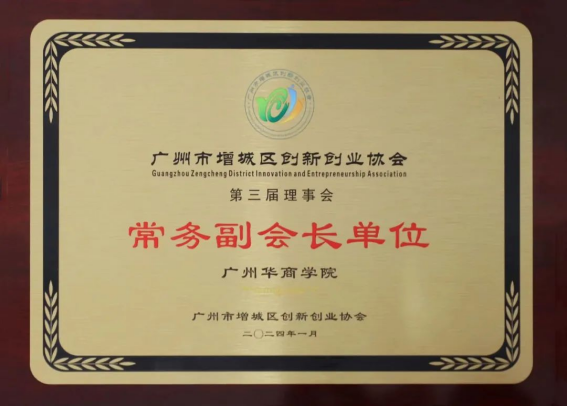 广州市增城区创新创业协会
Guangzhou Zengcheng District Innovation and Entrepreneurship Association
第三届理事会
常务副会长单位
广州华商学院
广州市增城区创新创业协会
二〇二四年一月